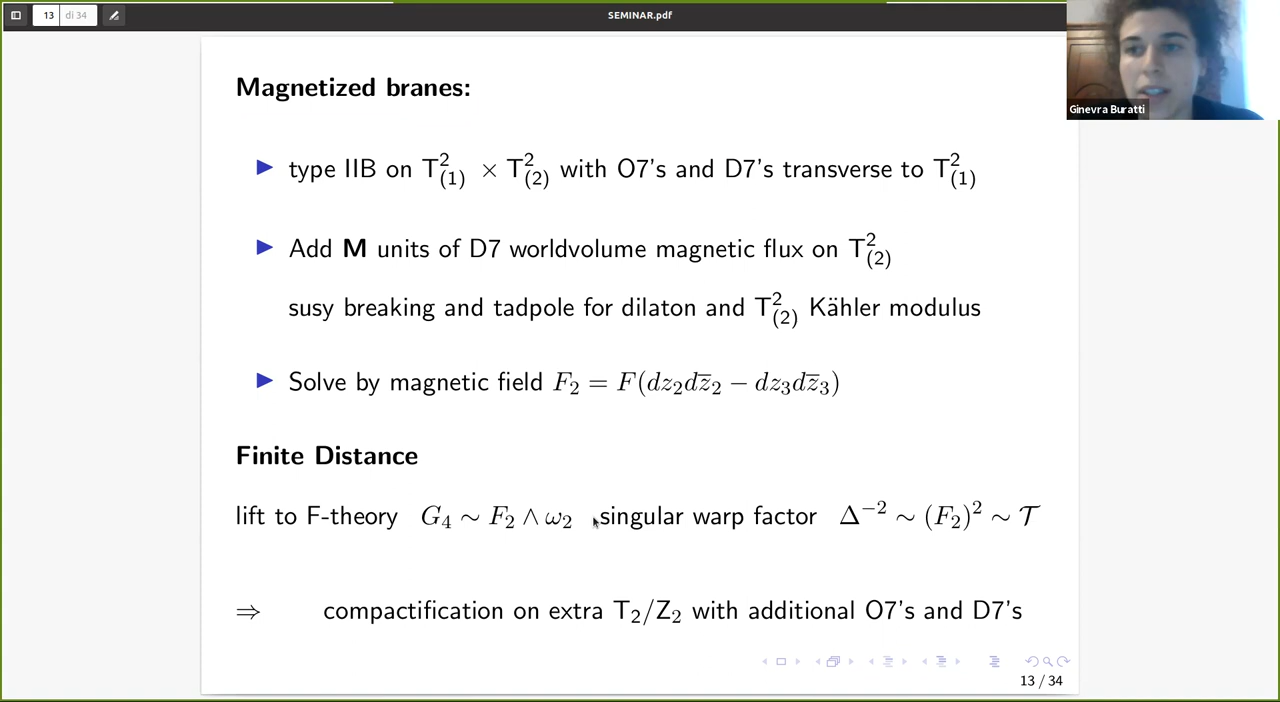 13 di 34 SEMINAR.pdf
Ginevra Buratti
Magnetized branes:
▶ type IIB on T²₍₁₎ × T²₍₂₎ with O7's and D7's transverse to T²₍₁₎
▶ Add M units of D7 worldvolume magnetic flux on T²₍₂₎
susy breaking and tadpole for dilaton and T²₍₂₎ Kähler modulus
▶ Solve by magnetic field F₂ = F(dz₂dz̅₂ − dz₃dz̅₃)
Finite Distance
lift to F-theory G₄ ∼ F₂ ∧ ω₂ singular warp factor Δ⁻² ∼ (F₂)² ∼ 𝒯
⇒ compactification on extra T₂/Z₂ with additional O7's and D7's
13 / 34